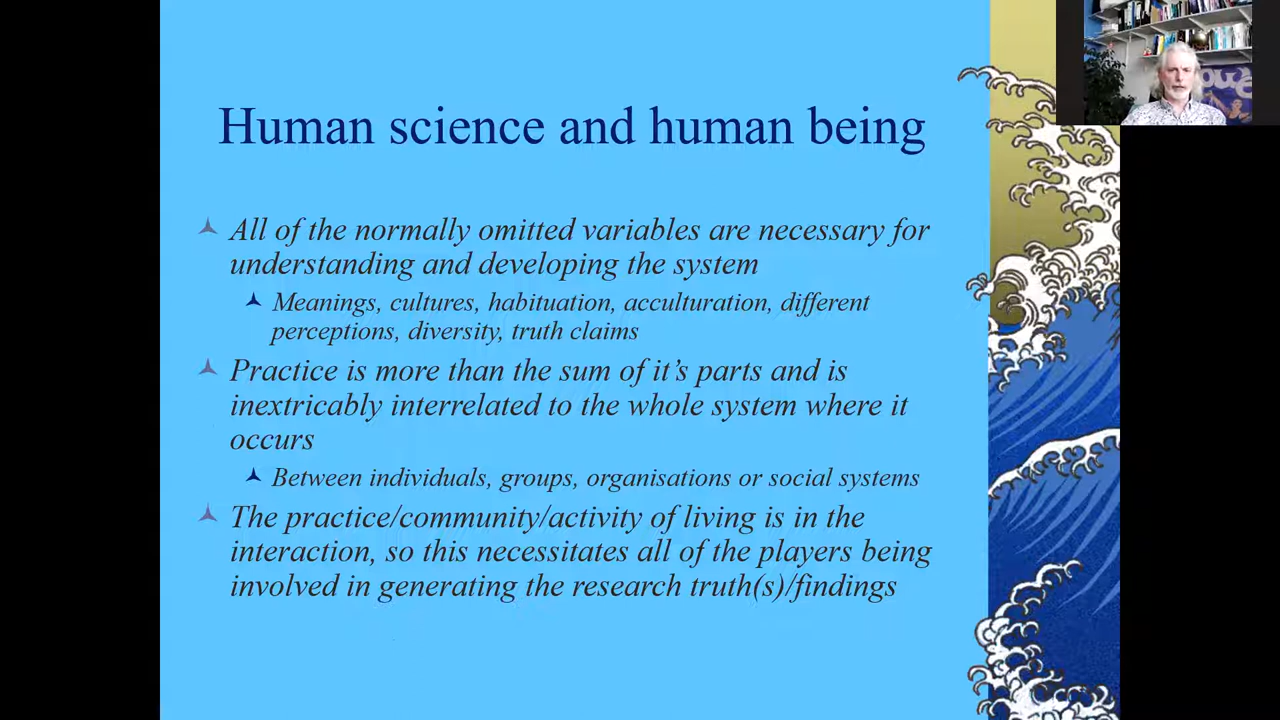 Human science and human being
All of the normally omitted variables are necessary for
understanding and developing the system
Meanings, cultures, habituation, acculturation, different
perceptions, diversity, truth claims
Practice is more than the sum of it’s parts and is
inextricably interrelated to the whole system where it
occurs
Between individuals, groups, organisations or social systems
The practice/community/activity of living is in the
interaction, so this necessitates all of the players being
involved in generating the research truth(s)/findings